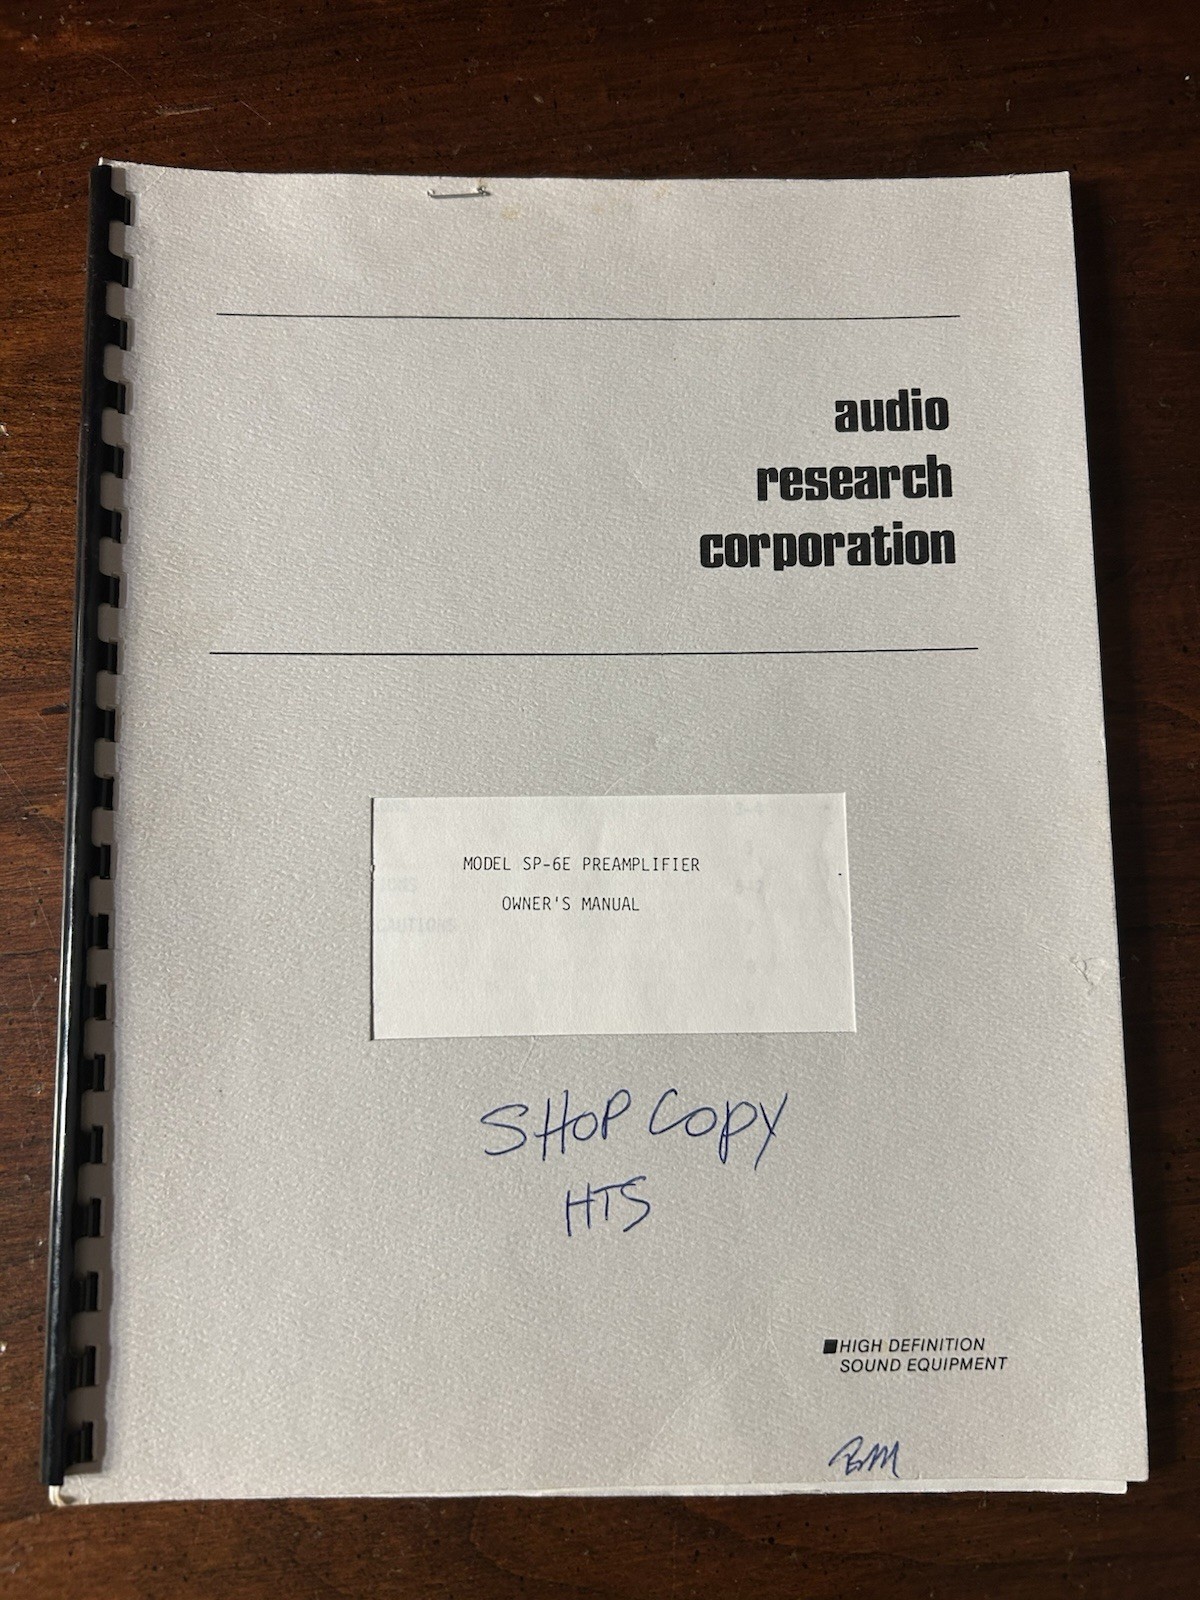 audio
research
corporation
MODEL SP-6E PREAMPLIFIER
OWNER'S MANUAL
SHOP COPY
HTS
HIGH DEFINITION
SOUND EQUIPMENT